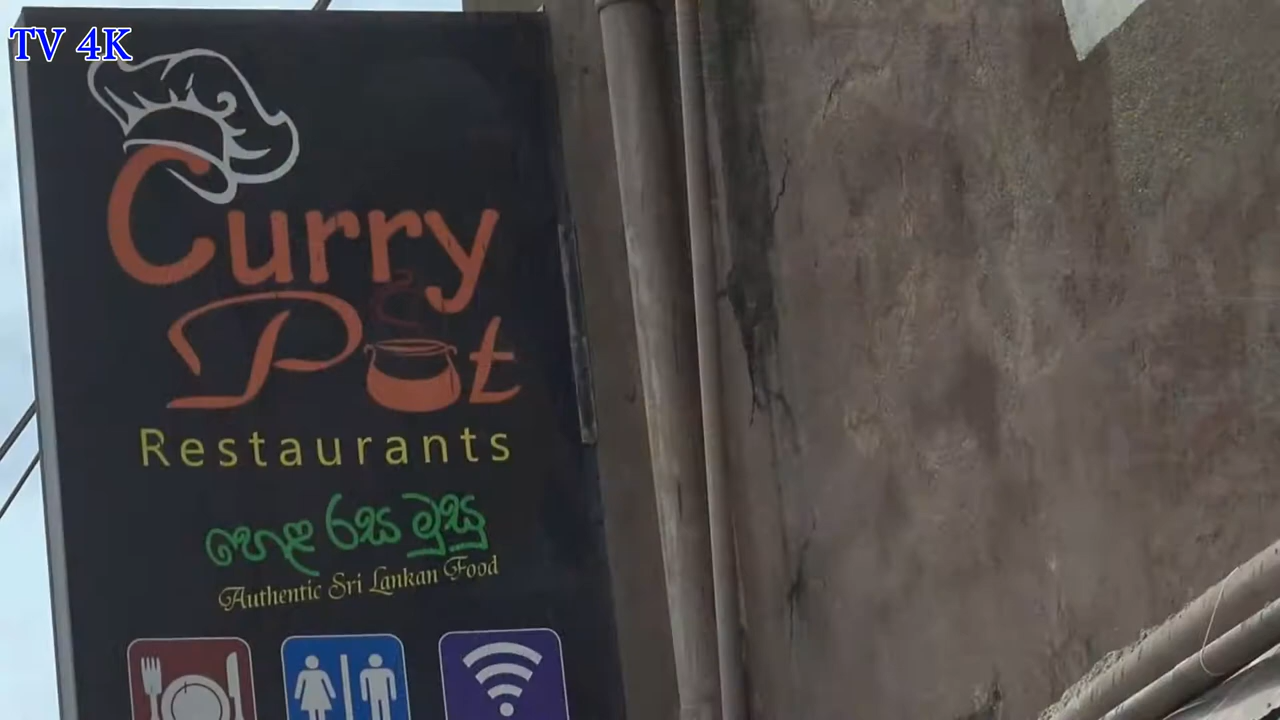 TV 4K
Curry
Pot
Restaurants
හෙළ රස මුසු
Authentic Sri Lankan Food